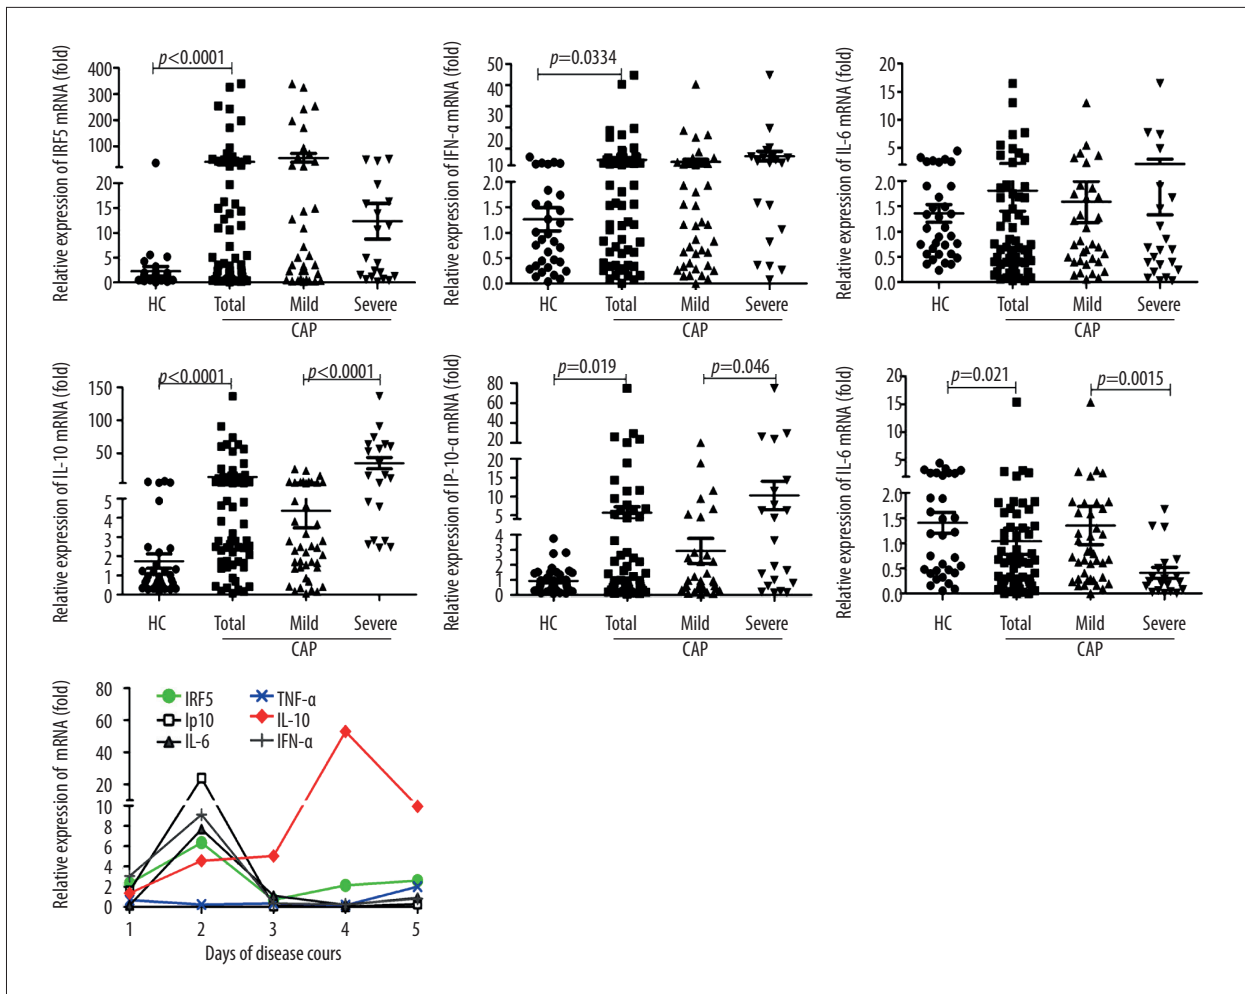 p<0.0001
Relative expression of IRF5 mRNA (fold)
400
300
200
100
20
15
10
5
0
HC Total Mild Severe
CAP
p=0.0334
Relative expression of IFN-α mRNA (fold)
50
40
30
20
10
2.0
1.5
1.0
0.5
0.0
HC Total Mild Severe
CAP
Relative expression of IL-6 mRNA (fold)
20
15
10
5
2.0
1.5
1.0
0.5
0.0
HC Total Mild Severe
CAP
p<0.0001 p<0.0001
Relative expression of IL-10 mRNA (fold)
150
100
50
5
4
3
2
1
0
HC Total Mild Severe
CAP
p=0.019 p=0.046
Relative expression of IP-10-α mRNA (fold)
80
60
40
20
20
15
10
5
4
3
2
1
0
HC Total Mild Severe
CAP
p=0.021 p=0.0015
Relative expression of IL-6 mRNA (fold)
20
15
10
5
2.0
1.5
1.0
0.5
0.0
HC Total Mild Severe
CAP
Relative expression of mRNA (fold)
80
60
40
20
10
8
6
4
2
0
IRF5 TNF-α
Ip10 IL-10
IL-6 IFN-α
1 2 3 4 5
Days of disease cours